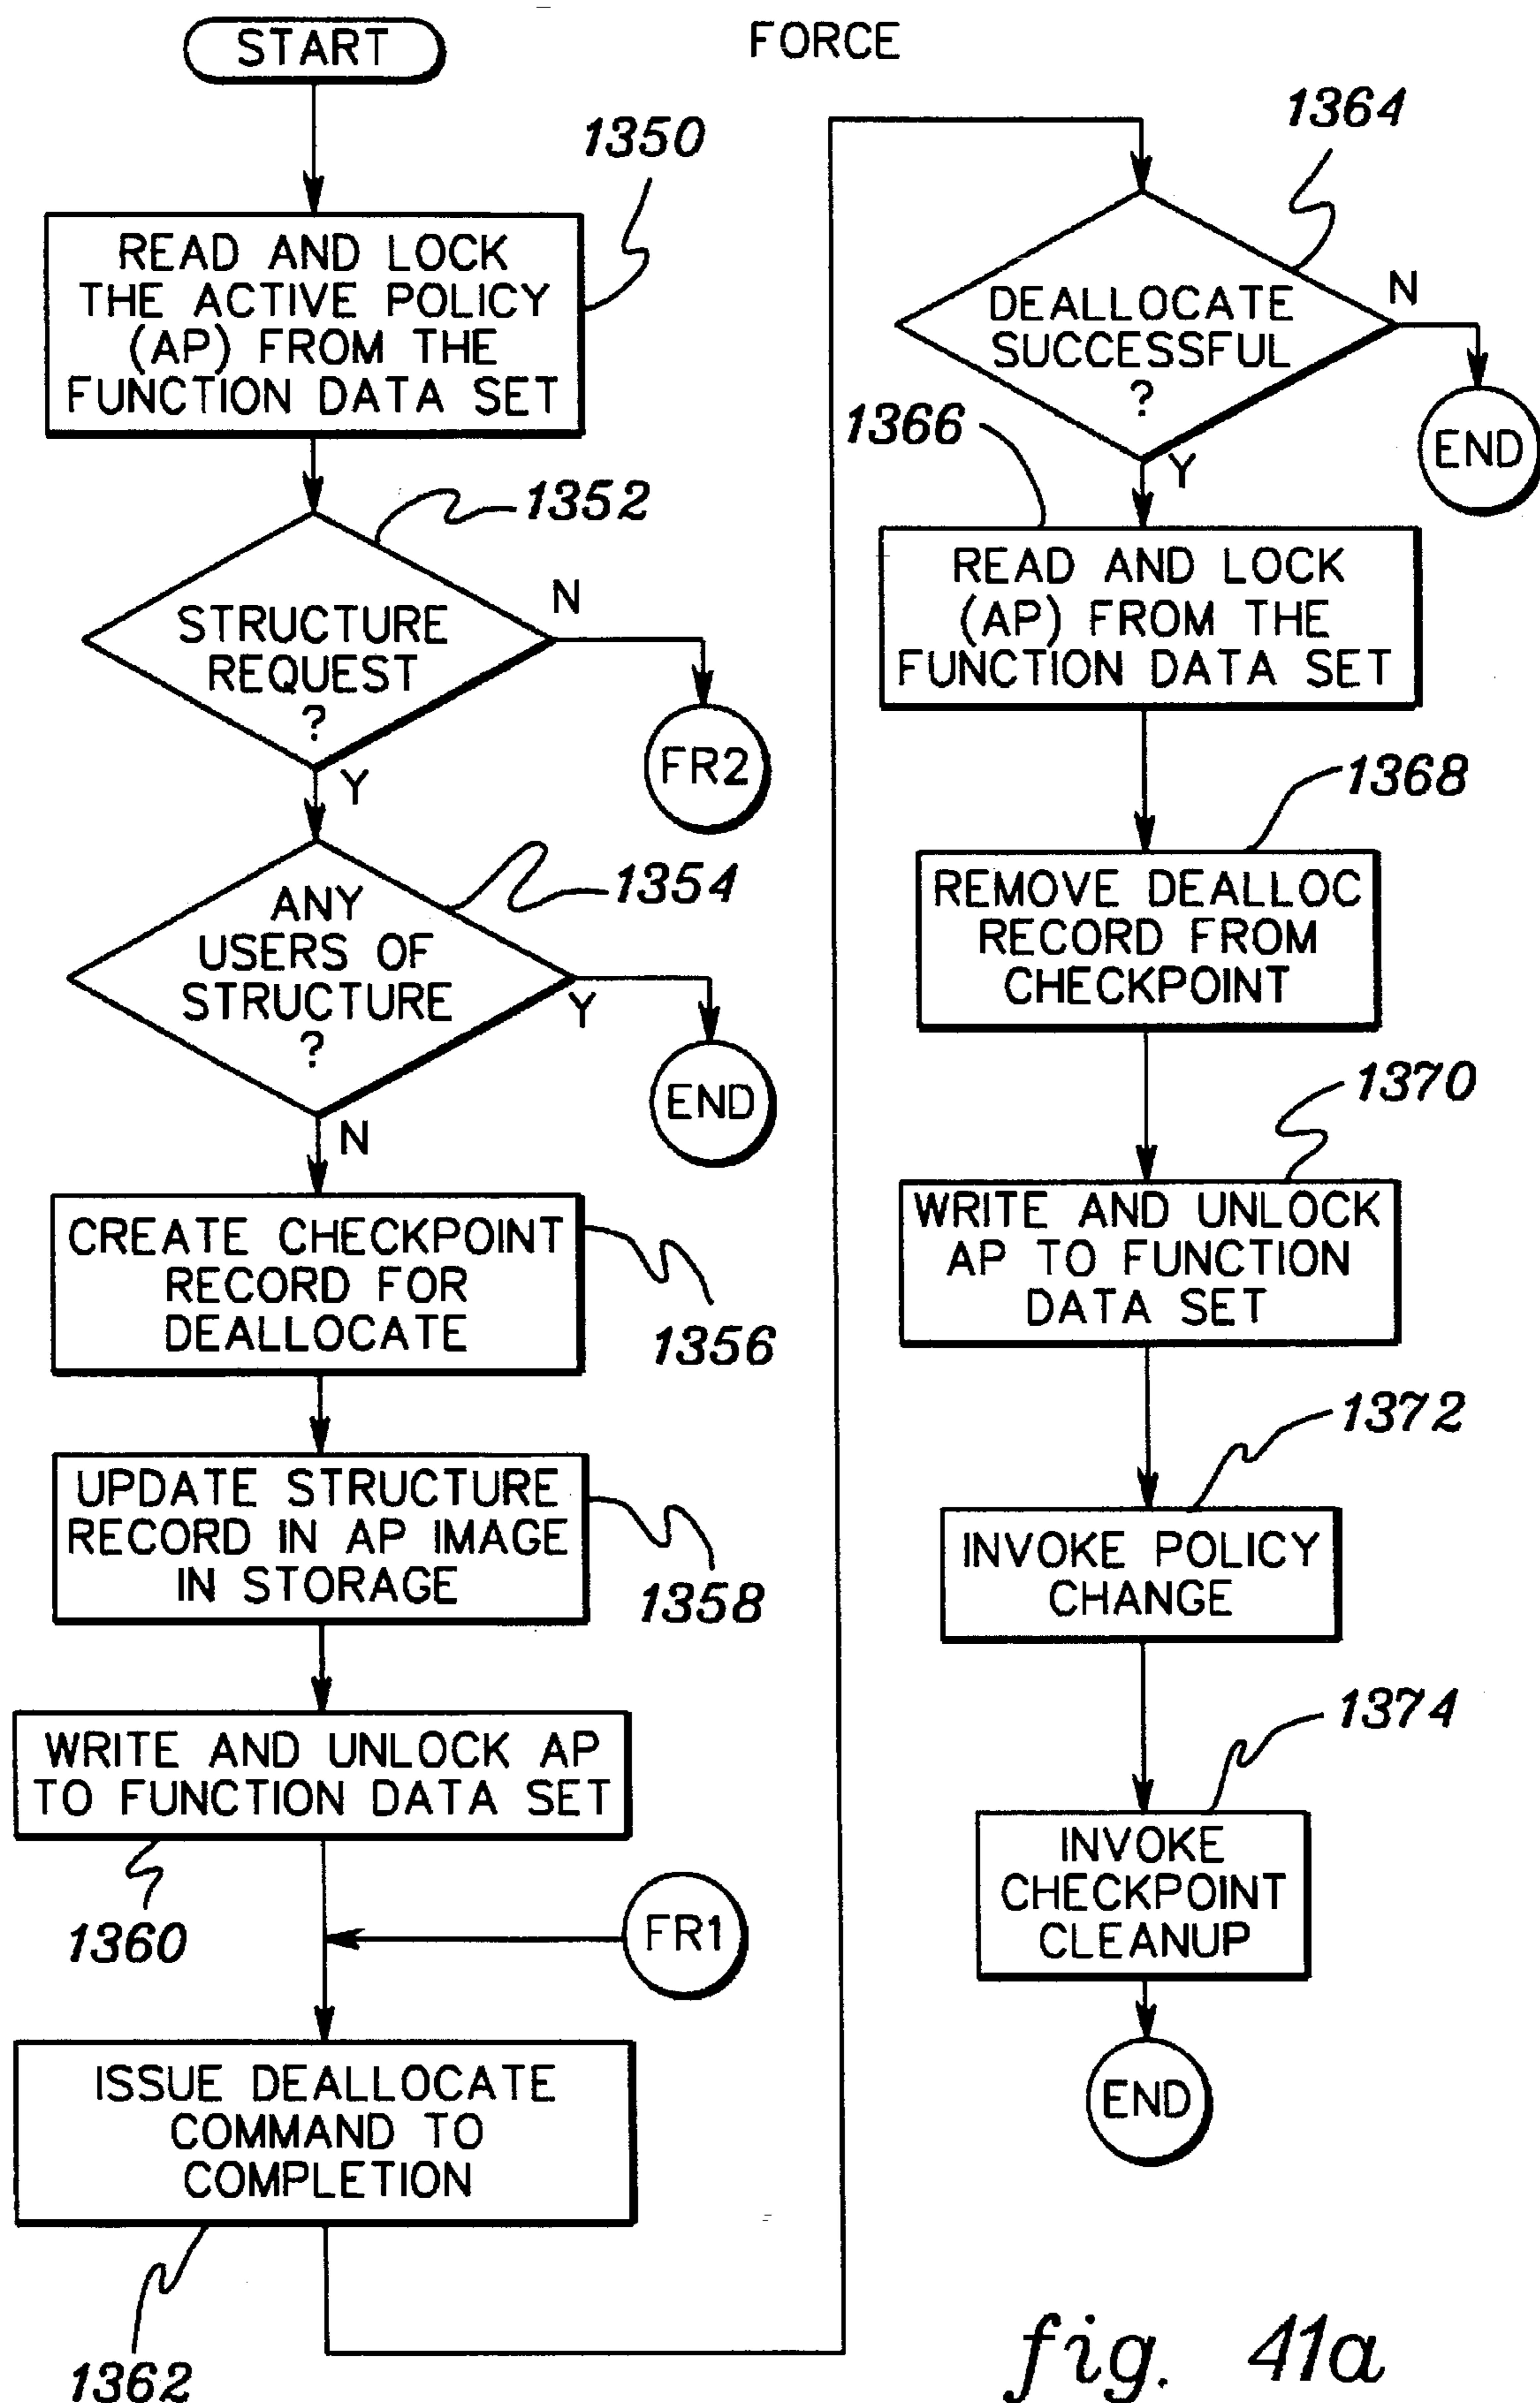 FORCE
START
1350
READ AND LOCK
THE ACTIVE POLICY
(AP) FROM THE
FUNCTION DATA SET
1352
STRUCTURE
REQUEST
?
N
FR2
Y
1354
ANY
USERS OF
STRUCTURE
?
Y
END
N
CREATE CHECKPOINT
RECORD FOR
DEALLOCATE
1356
UPDATE STRUCTURE
RECORD IN AP IMAGE
IN STORAGE
1358
WRITE AND UNLOCK AP
TO FUNCTION DATA SET
1360
FR1
ISSUE DEALLOCATE
COMMAND TO
COMPLETION
1362
1364
DEALLOCATE
SUCCESSFUL
?
N
END
Y
1366
READ AND LOCK
(AP) FROM THE
FUNCTION DATA SET
1368
REMOVE DEALLOC
RECORD FROM
CHECKPOINT
1370
WRITE AND UNLOCK
AP TO FUNCTION
DATA SET
1372
INVOKE POLICY
CHANGE
1374
INVOKE
CHECKPOINT
CLEANUP
END
fig. 41a